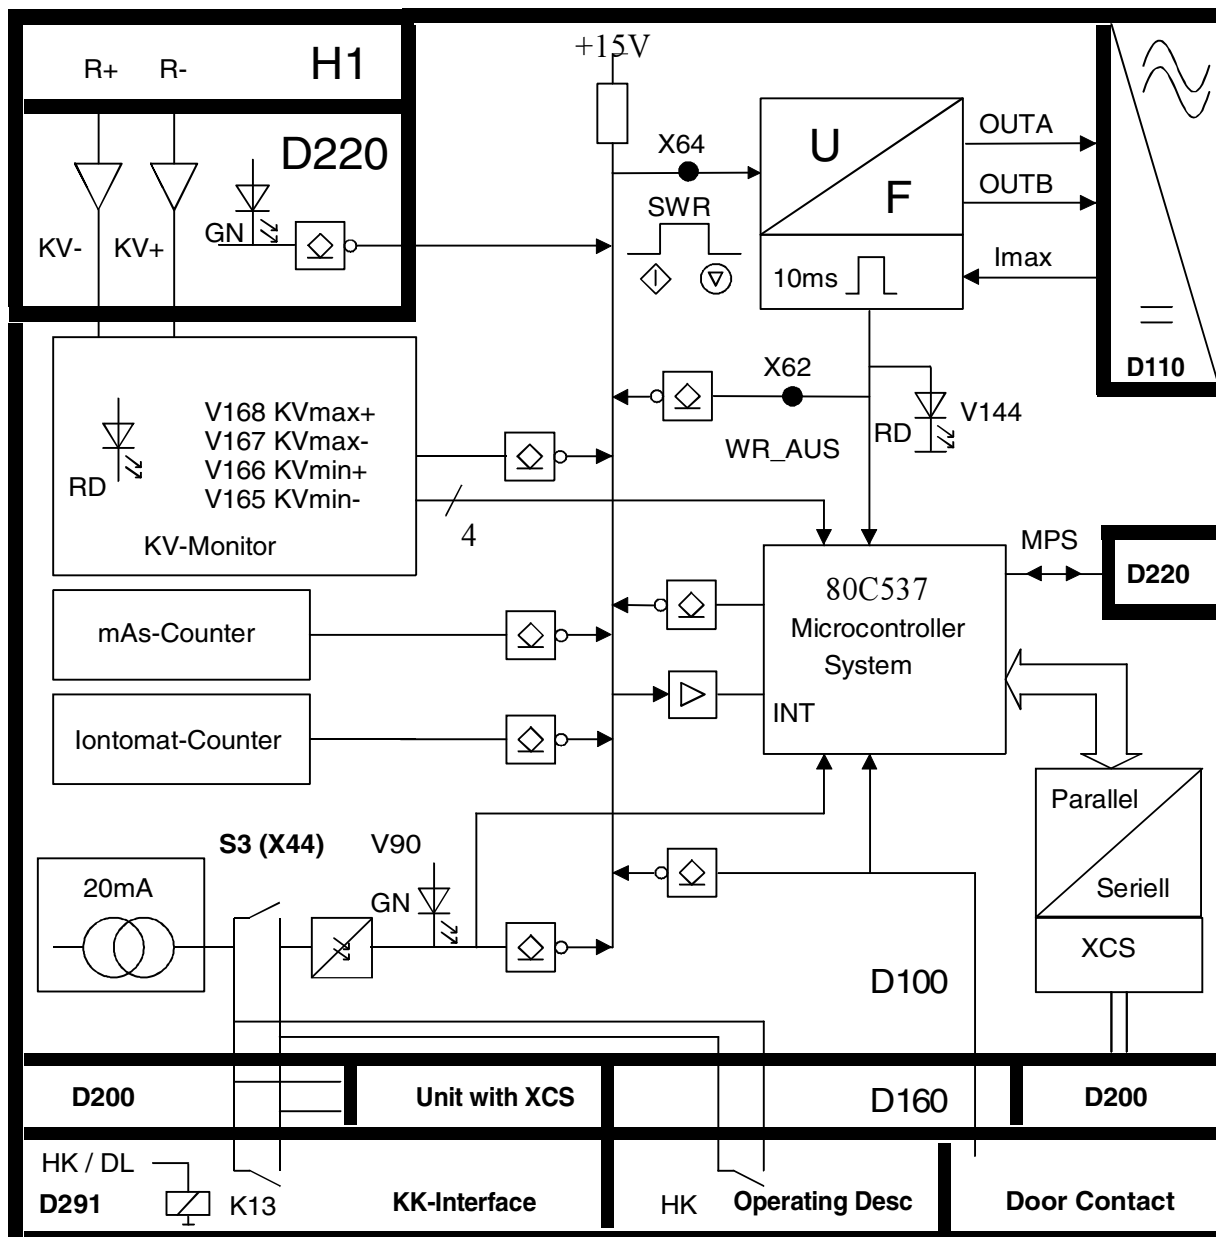 R+ R- H1
+15V
D220
KV- KV+ GN
X64
SWR
U
F
10ms
OUTA
OUTB
Imax
D110
X62
WR_AUS
RD
V144
V168 KVmax+
V167 KVmax-
V166 KVmin+
V165 KVmin-
RD
KV-Monitor
4
MPS
D220
80C537
Microcontroller
System
INT
mAs-Counter
Iontomat-Counter
Parallel
Seriell
XCS
S3 (X44)
V90
GN
20mA
D100
D200
Unit with XCS
D160
D200
HK / DL
D291
K13
KK-Interface
HK
Operating Desc
Door Contact